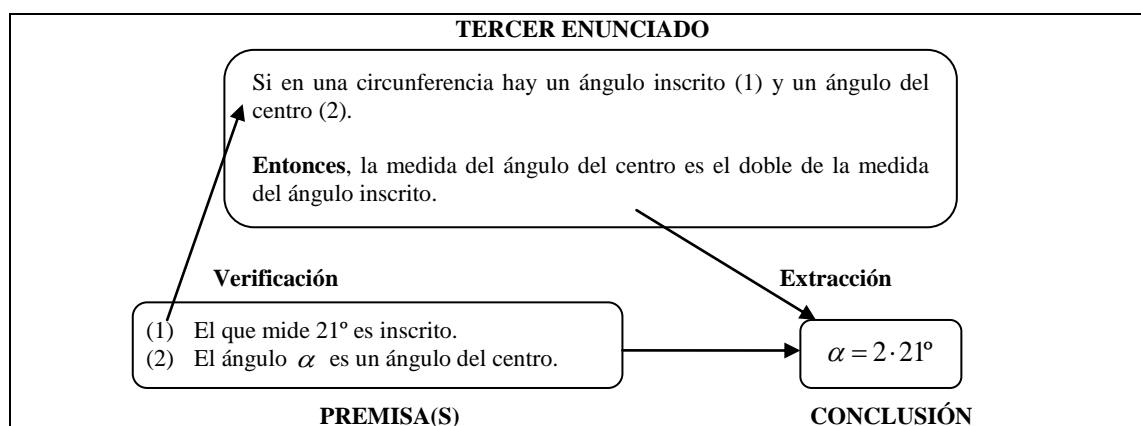 TERCER ENUNCIADO
Si en una circunferencia hay un ángulo inscrito (1) y un ángulo del
centro (2).
Entonces, la medida del ángulo del centro es el doble de la medida
del ángulo inscrito.
Verificación
Extracción
(1) El que mide 21º es inscrito.
(2) El ángulo α es un ángulo del centro.
α = 2 · 21º
PREMISA(S)
CONCLUSIÓN